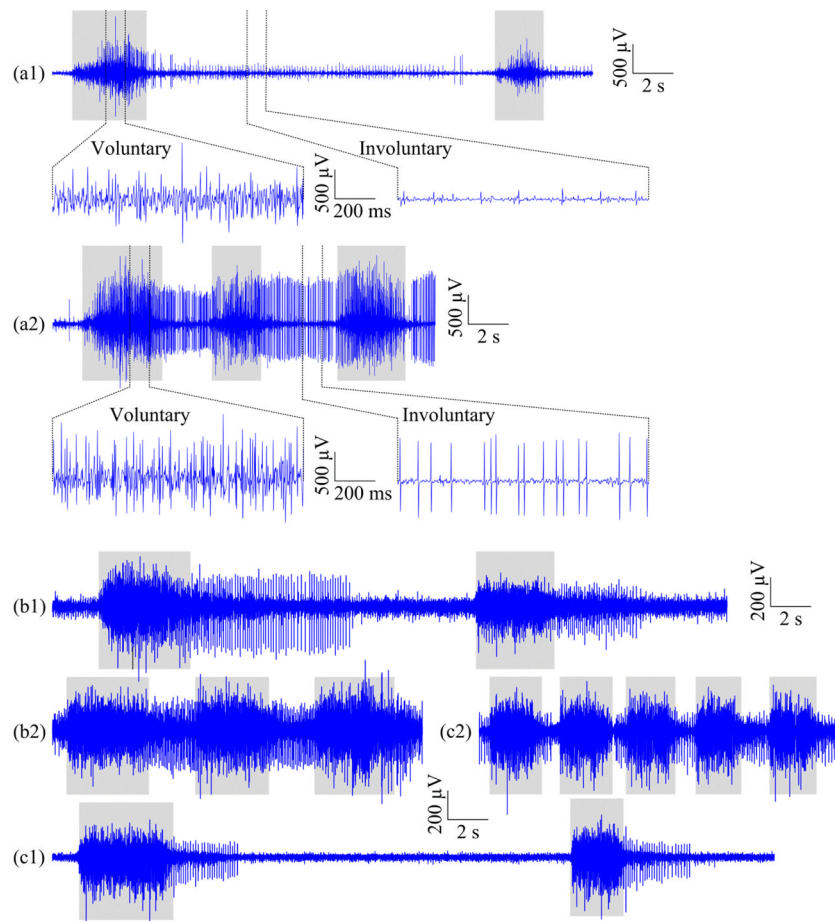 (a1)
500 µV
2 s
Voluntary
Involuntary
500 µV
200 ms
(a2)
500 µV
2 s
Voluntary
Involuntary
500 µV
200 ms
(b1)
200 µV
2 s
(b2)
(c2)
200 µV
2 s
(c1)